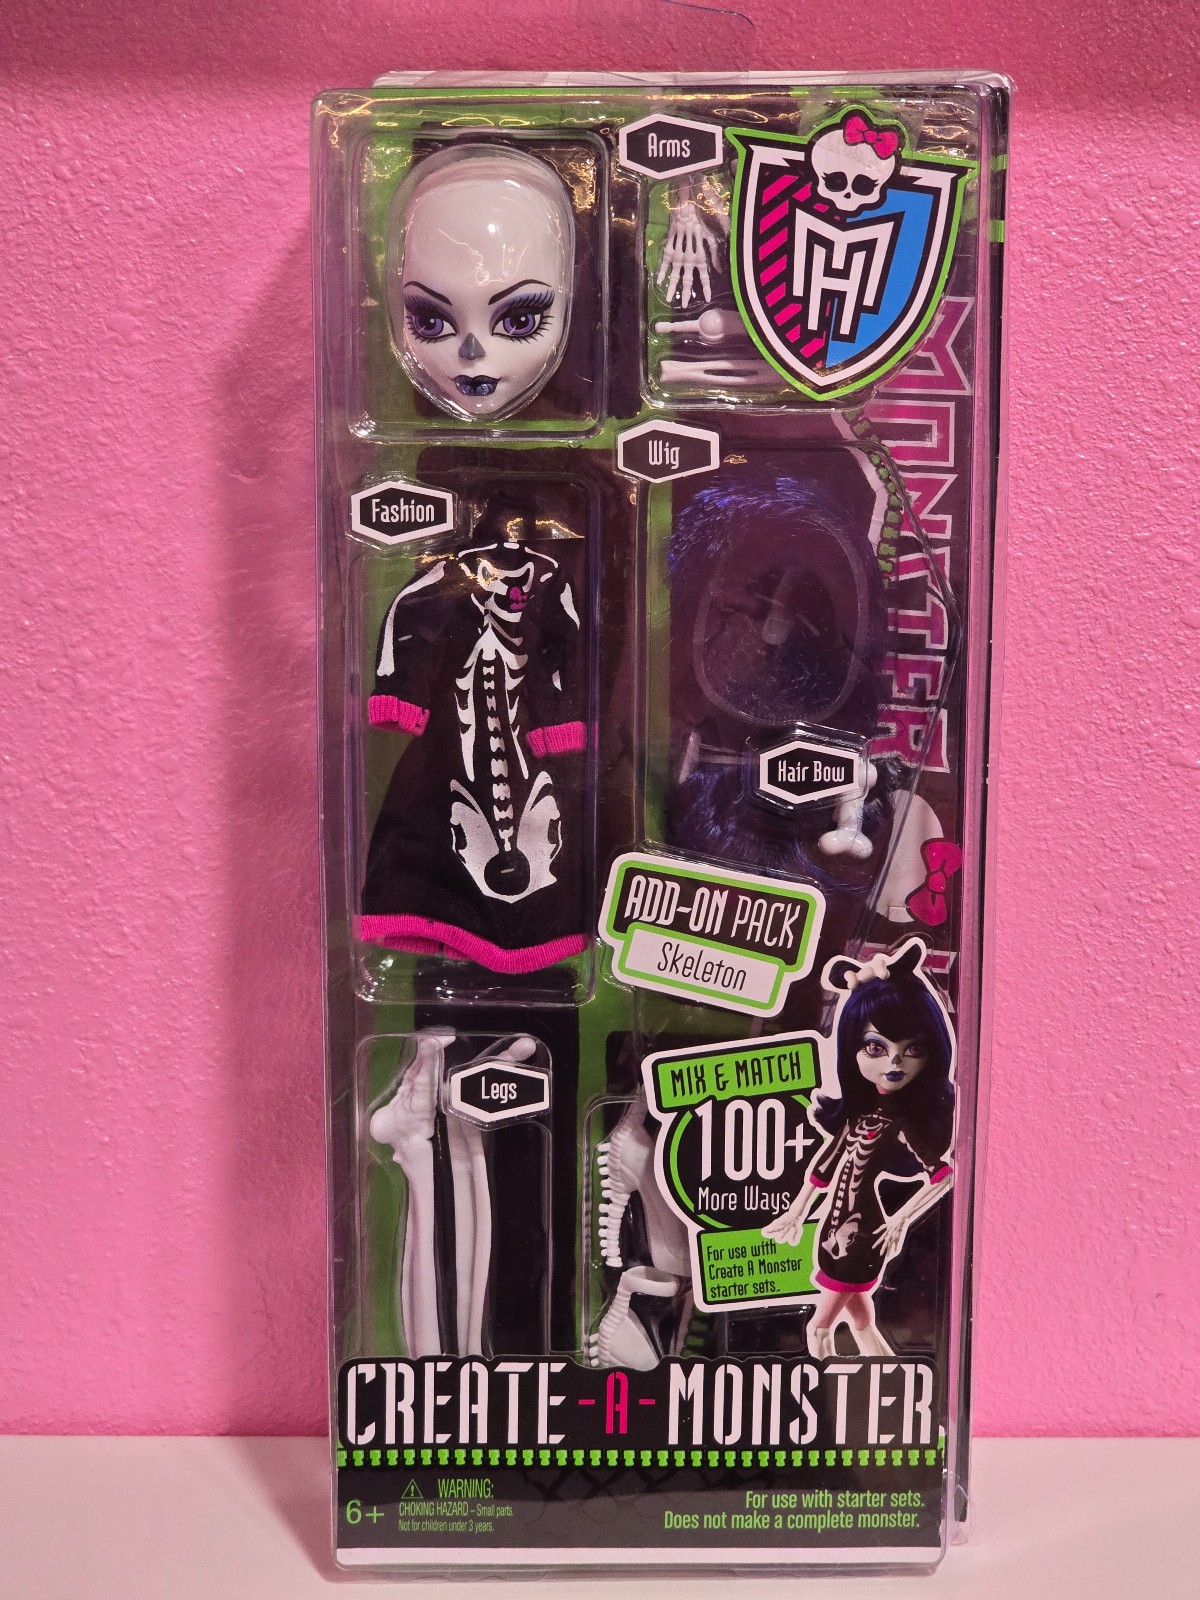 Arms
MH
Wig
Fashion
MONSTER
Hair Bow
ADD-ON PACK
Skeleton
Legs
MIX & MATCH
100+
More Ways
For use with
Create A Monster
starter sets.
CREATE-A-MONSTER
6+
WARNING:
CHOKING HAZARD – Small parts.
Not for children under 3 years.
For use with starter sets.
Does not make a complete monster.